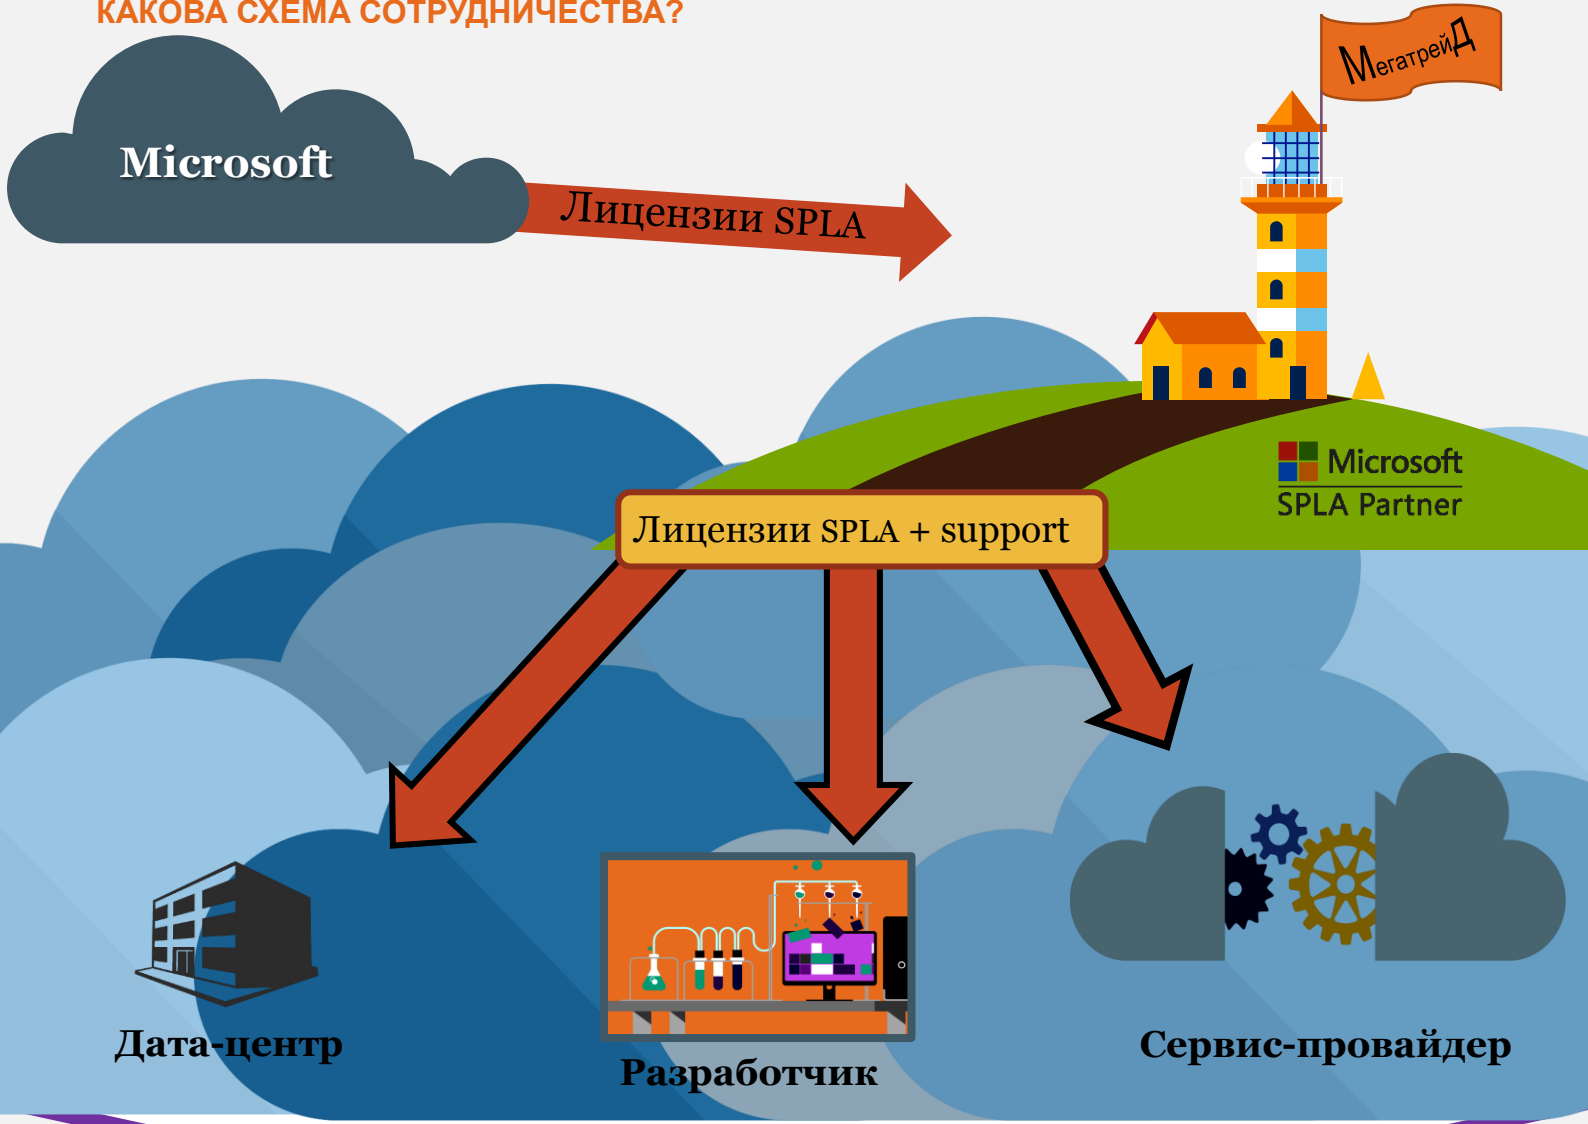 КАКОВА СХЕМА СОТРУДНИЧЕСТВА?
МегатрейД
Microsoft
Лицензии SPLA
Microsoft
SPLA Partner
Лицензии SPLA + support
Дата-центр
Разработчик
Сервис-провайдер